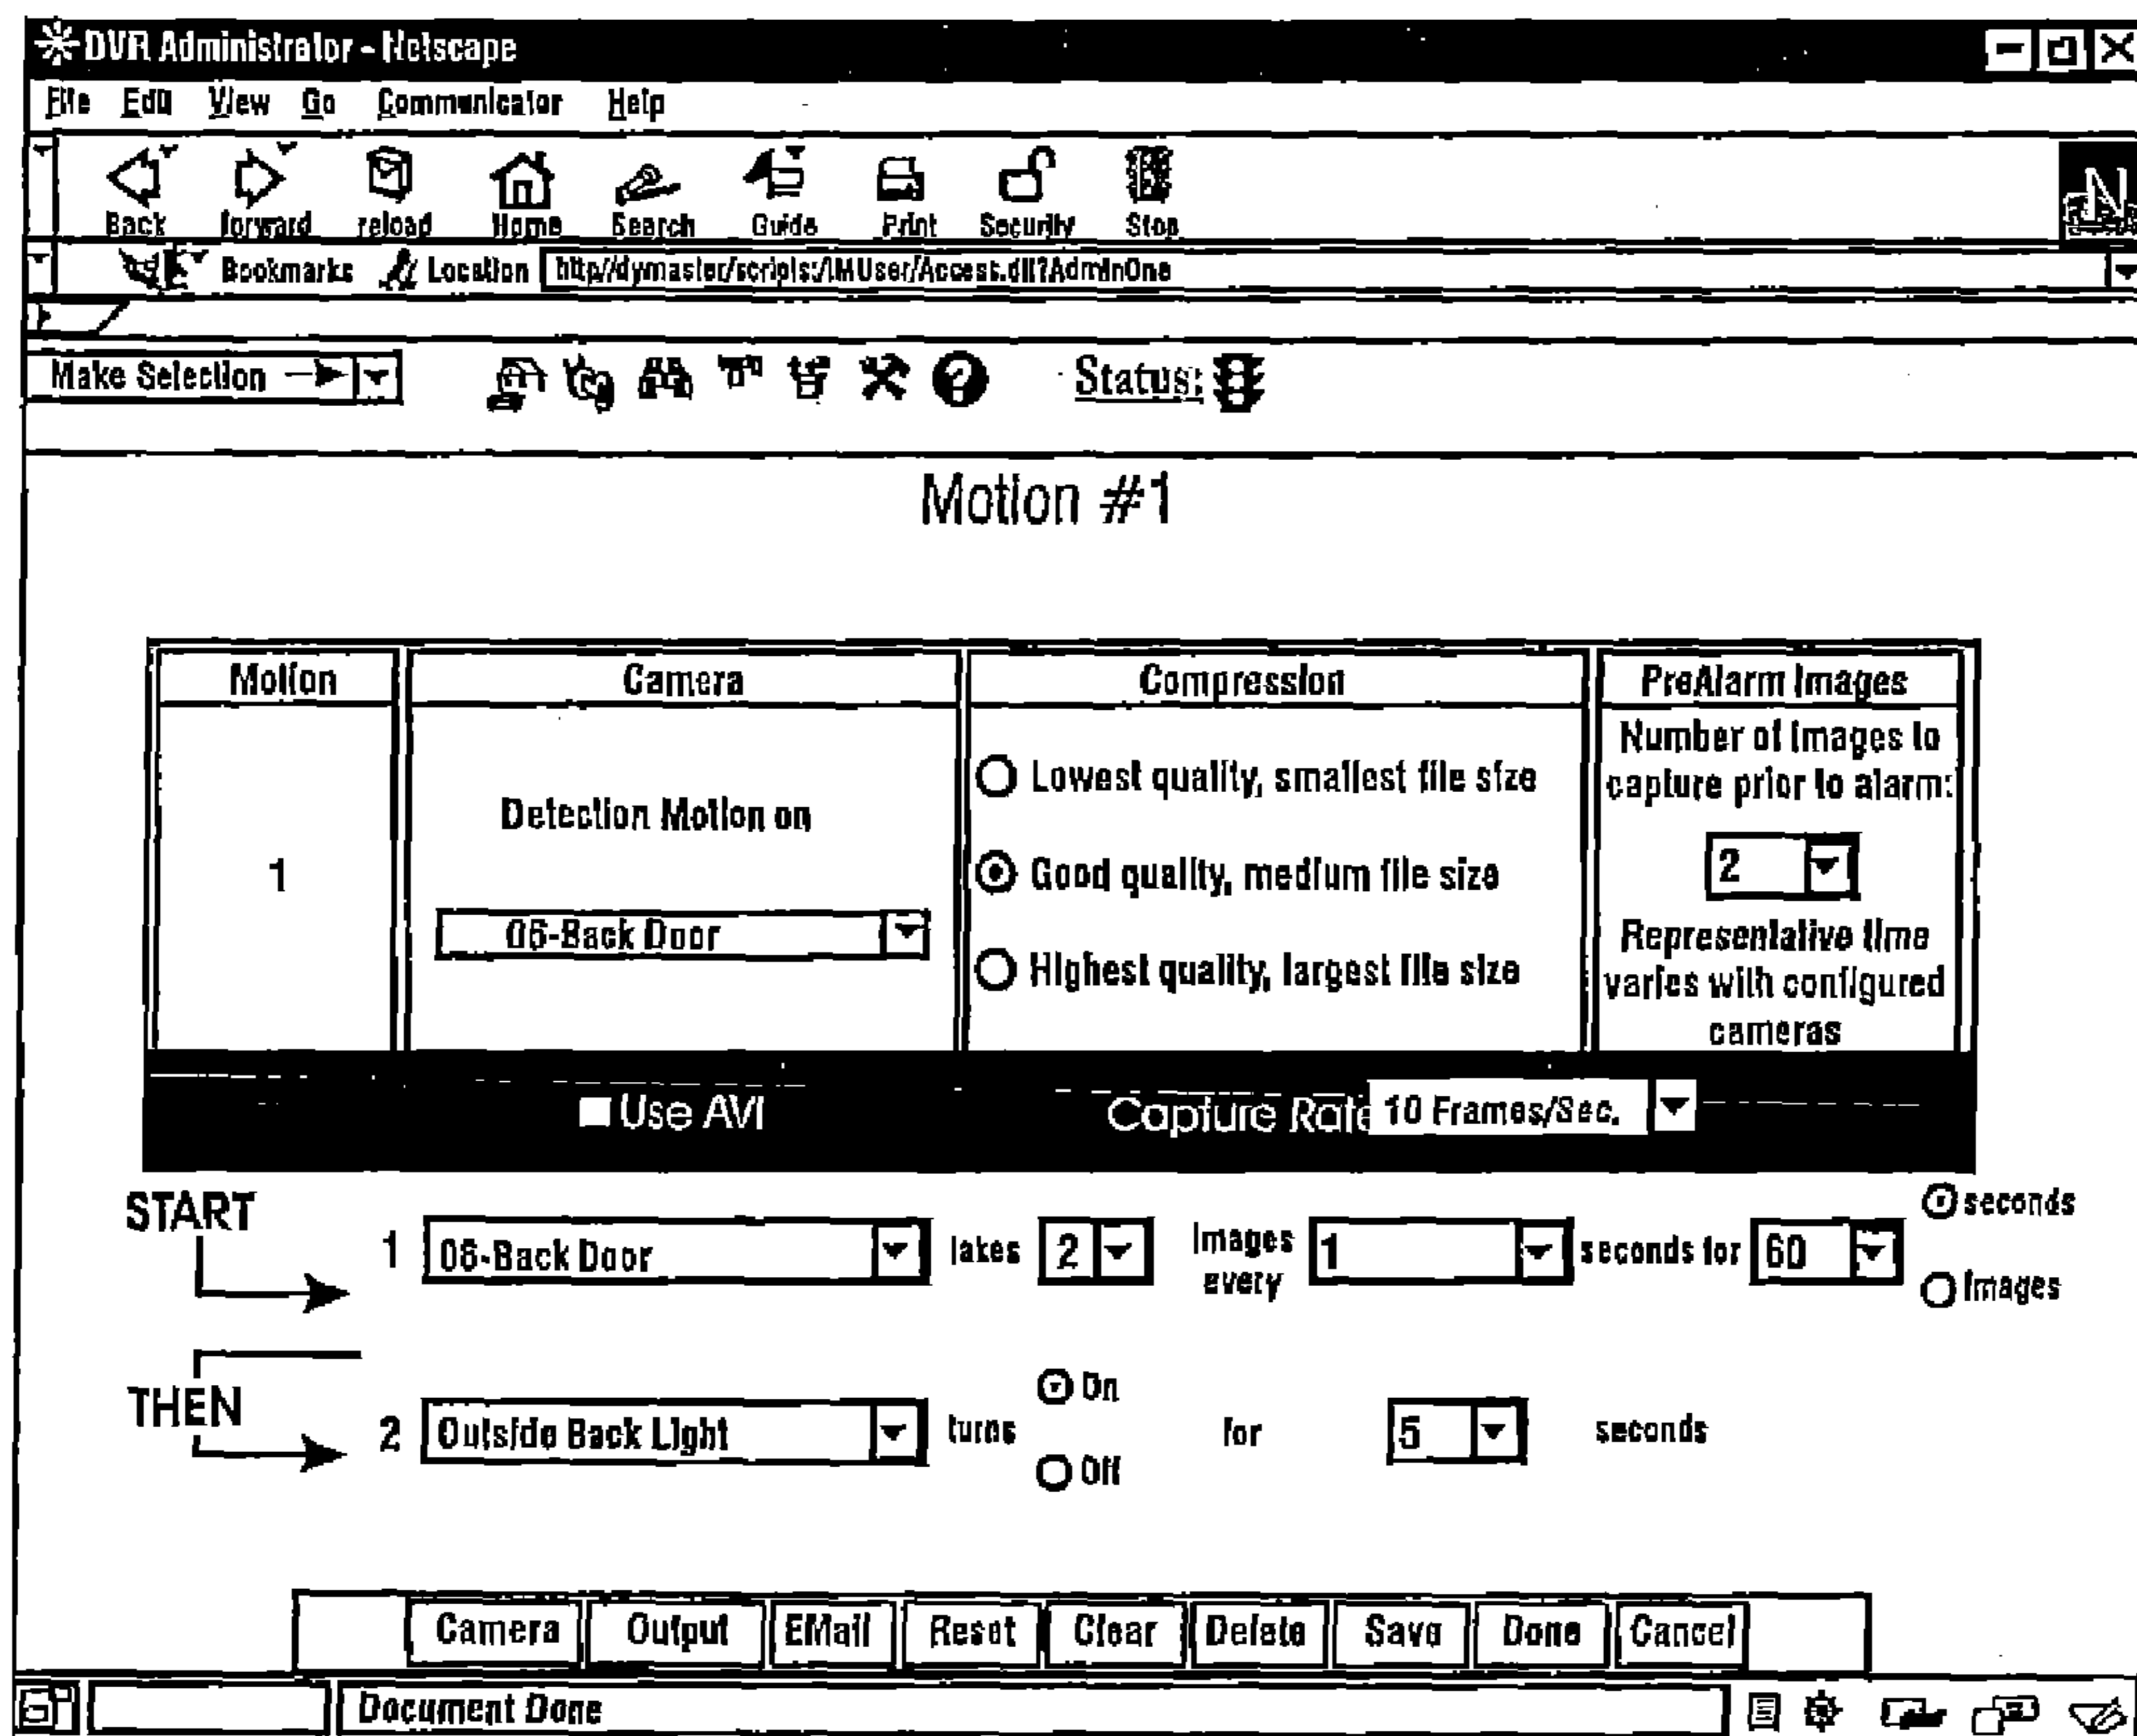 DVR Administrator - Netscape
File Edit View Go Communicator Help
Back forward reload Home Search Guide Print Security Stop
N
Bookmarks Location http//dymaster/scripts:/IMUser/Access.dll?AdminOne
Make Selection
? Status:
Motion #1
Motion Camera Compression PreAlarm Images
1
Detection Motion on
06-Back Door
Lowest quality, smallest file size
Good quality, medium file size
Highest quality, largest file size
Number of Images to
capture prior to alarm:
2
Representative time
varies with configured
cameras
Use AVI Capture Rate 10 Frames/Sec.
START
1 06-Back Door takes 2 Images every 1 seconds for 60 seconds
Images
THEN
2 Outside Back Light turns On for 5 seconds
Off
Camera Output EMail Reset Clear Delete Save Done Cancel
Document Done